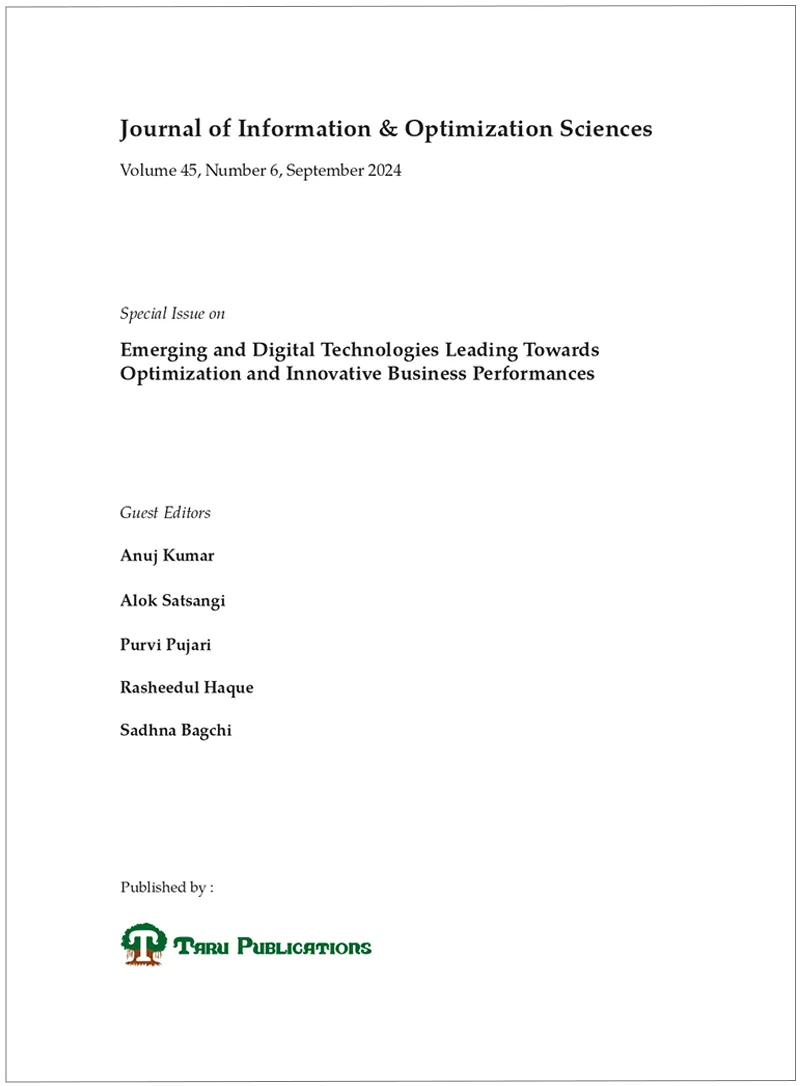 Journal of Information & Optimization Sciences
Volume 45, Number 6, September 2024
Special Issue on
Emerging and Digital Technologies Leading Towards
Optimization and Innovative Business Performances
Guest Editors
Anuj Kumar
Alok Satsangi
Purvi Pujari
Rasheedul Haque
Sadhna Bagchi
Published by :
T TARU PUBLICATIONS